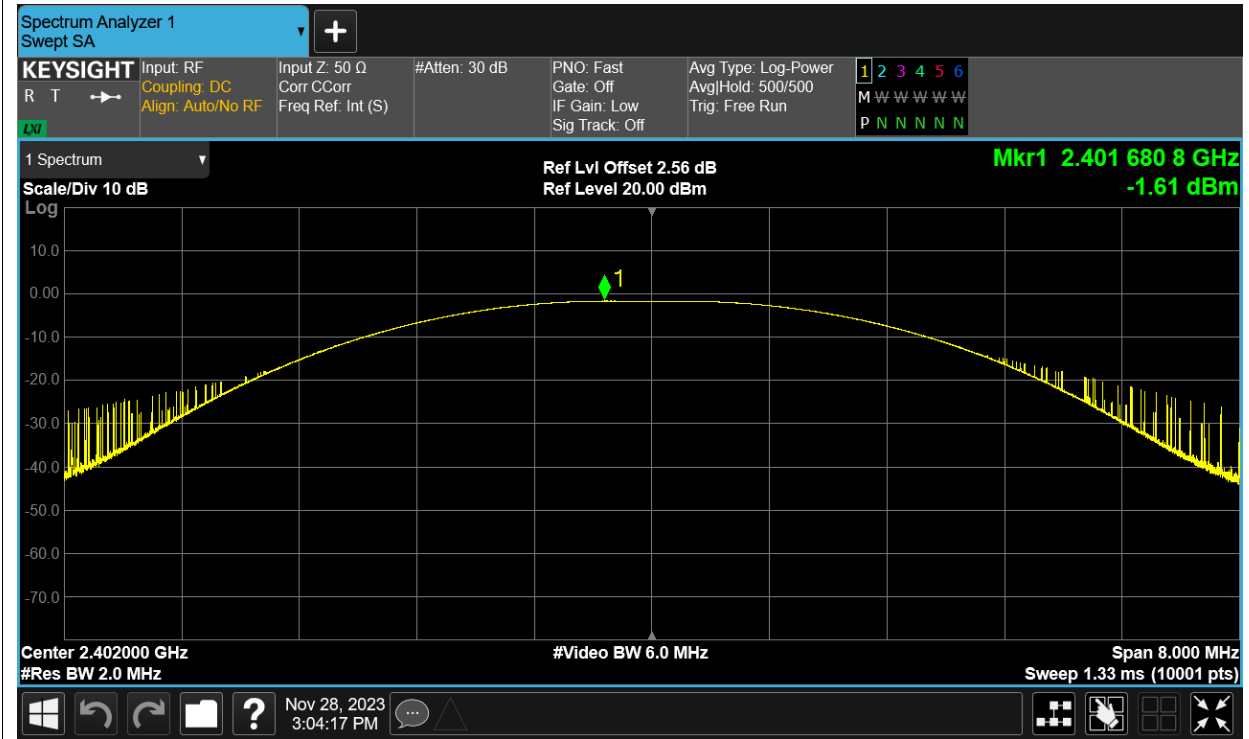 Spectrum Analyzer 1
Swept SA
KEYSIGHT
R T
LXI
Input: RF
Coupling: DC
Align: Auto/No RF
Input Z: 50 Ω
Corr CCorr
Freq Ref: Int (S)
#Atten: 30 dB
PNO: Fast
Gate: Off
IF Gain: Low
Sig Track: Off
Avg Type: Log-Power
Avg|Hold: 500/500
Trig: Free Run
1 2 3 4 5 6
M W W W W W
P N N N N N
1 Spectrum
Scale/Div 10 dB
Log
Ref Lvl Offset 2.56 dB
Ref Level 20.00 dBm
Mkr1 2.401 680 8 GHz
-1.61 dBm
1
10.0
0.00
-10.0
-20.0
-30.0
-40.0
-50.0
-60.0
-70.0
Center 2.402000 GHz
#Res BW 2.0 MHz
#Video BW 6.0 MHz
Span 8.000 MHz
Sweep 1.33 ms (10001 pts)
?
Nov 28, 2023
3:04:17 PM